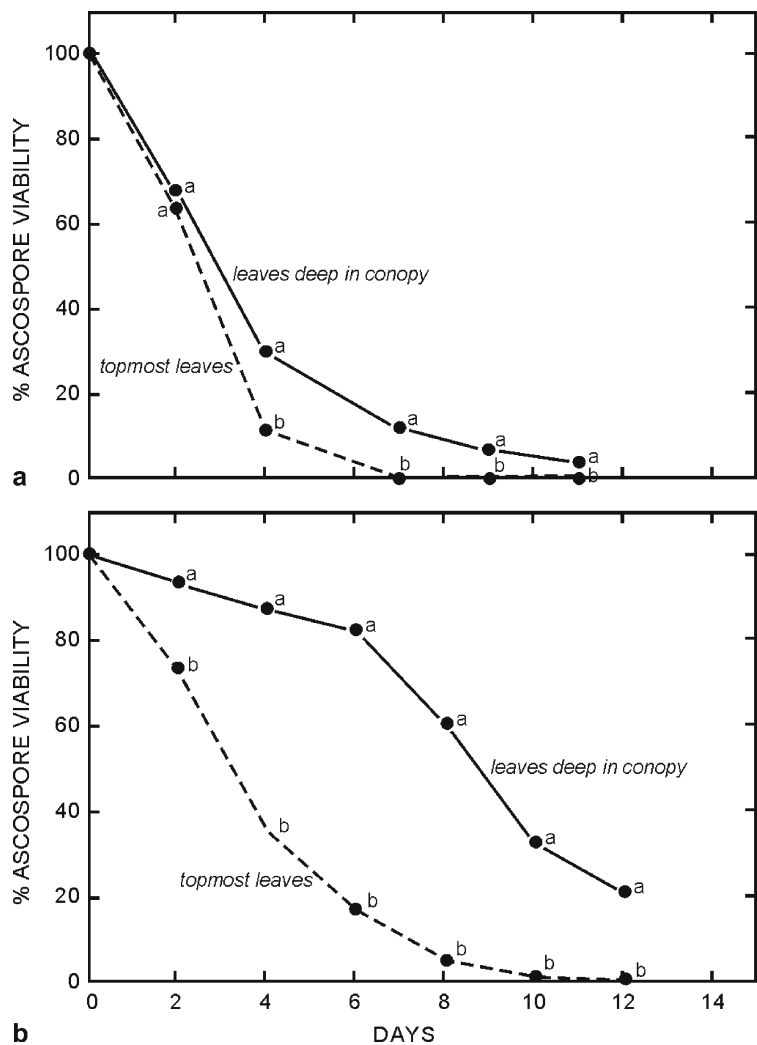 100
80
60
40
20
0
% ASCOSPORE VIABILITY
a
a
leaves deep in conopy
a
topmost leaves
b
a
b
a
b
a
b
a
100
80
60
40
20
0
% ASCOSPORE VIABILITY
a
a
a
b
a
leaves deep in conopy
b
a
topmost leaves
b
a
b
b
b
0 2 4 6 8 10 12 14
b
DAYS